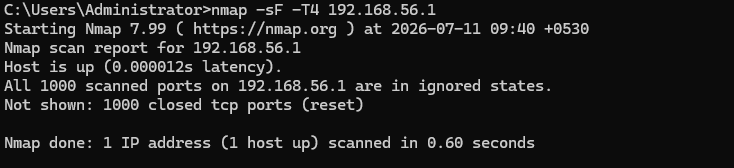 C:\Users\Administrator>nmap -sF -T4 192.168.56.1
Starting Nmap 7.99 ( https://nmap.org ) at 2026-07-11 09:40 +0530
Nmap scan report for 192.168.56.1
Host is up (0.000012s latency).
All 1000 scanned ports on 192.168.56.1 are in ignored states.
Not shown: 1000 closed tcp ports (reset)
Nmap done: 1 IP address (1 host up) scanned in 0.60 seconds